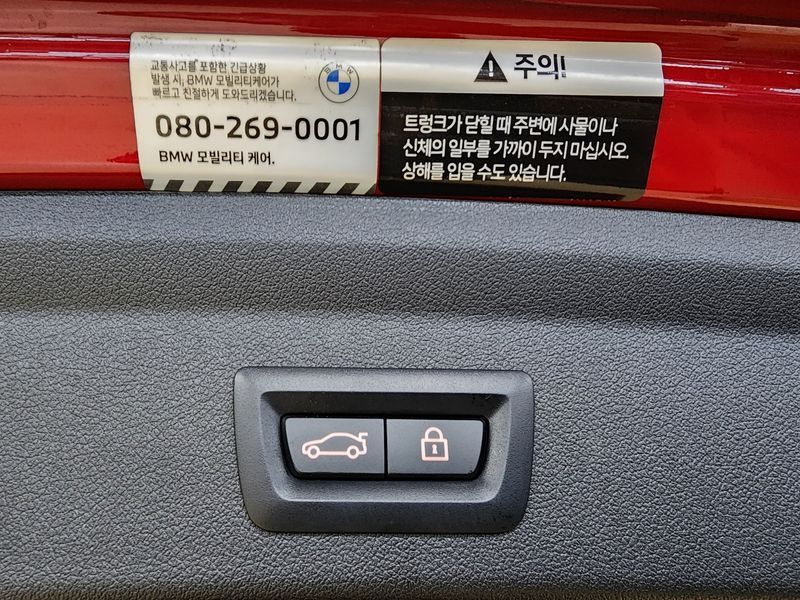 교통사고를 포함한 긴급상황
발생 시, BMW 모빌리티케어가
빠르고 친절하게 도와드리겠습니다.
BMW
080-269-0001
BMW 모빌리티 케어.
주의!
트렁크가 닫힐 때 주변에 사물이나
신체의 일부를 가까이 두지 마십시오.
상해를 입을 수도 있습니다.